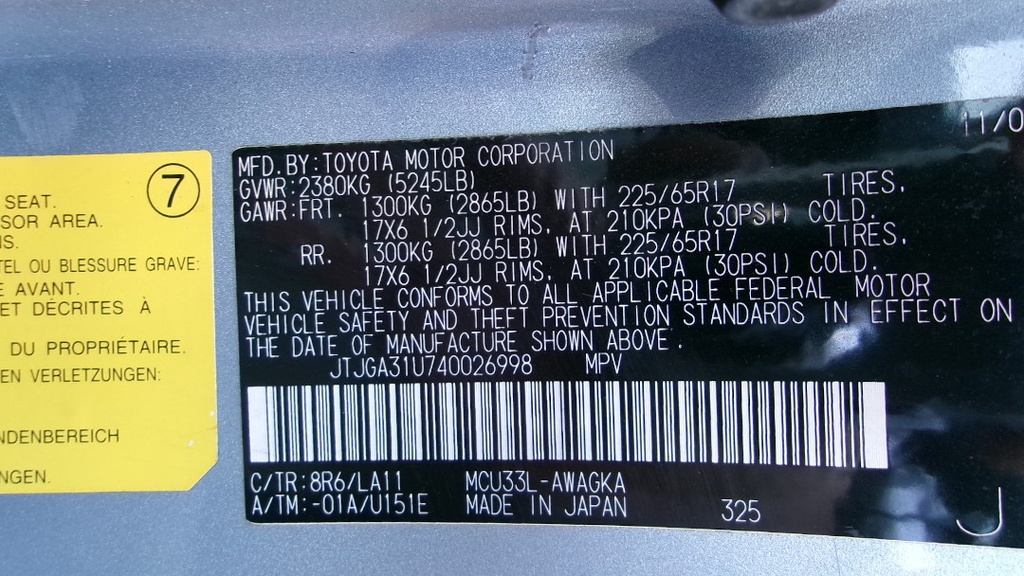 7
SEAT.
SOR AREA.
NS.
TEL OU BLESSURE GRAVE:
E AVANT.
ET DÉCRITES À
DU PROPRIÉTAIRE.
EN VERLETZUNGEN:
NDENBEREICH
NGEN.
11/0
MFD.BY:TOYOTA MOTOR CORPORATION
GVWR:2380KG (5245LB)
GAWR:FRT. 1300KG (2865LB) WITH 225/65R17 TIRES,
17X6 1/2JJ RIMS, AT 210KPA (30PSI) COLD.
RR. 1300KG (2865LB) WITH 225/65R17 TIRES,
17X6 1/2JJ RIMS, AT 210KPA (30PSI) COLD.
THIS VEHICLE CONFORMS TO ALL APPLICABLE FEDERAL MOTOR
VEHICLE SAFETY AND THEFT PREVENTION STANDARDS IN EFFECT ON
THE DATE OF MANUFACTURE SHOWN ABOVE.
JTJGA31U740026998 MPV
C/TR:8R6/LA11 MCU33L-AWAGKA
A/TM:-01A/U151E MADE IN JAPAN 325 J